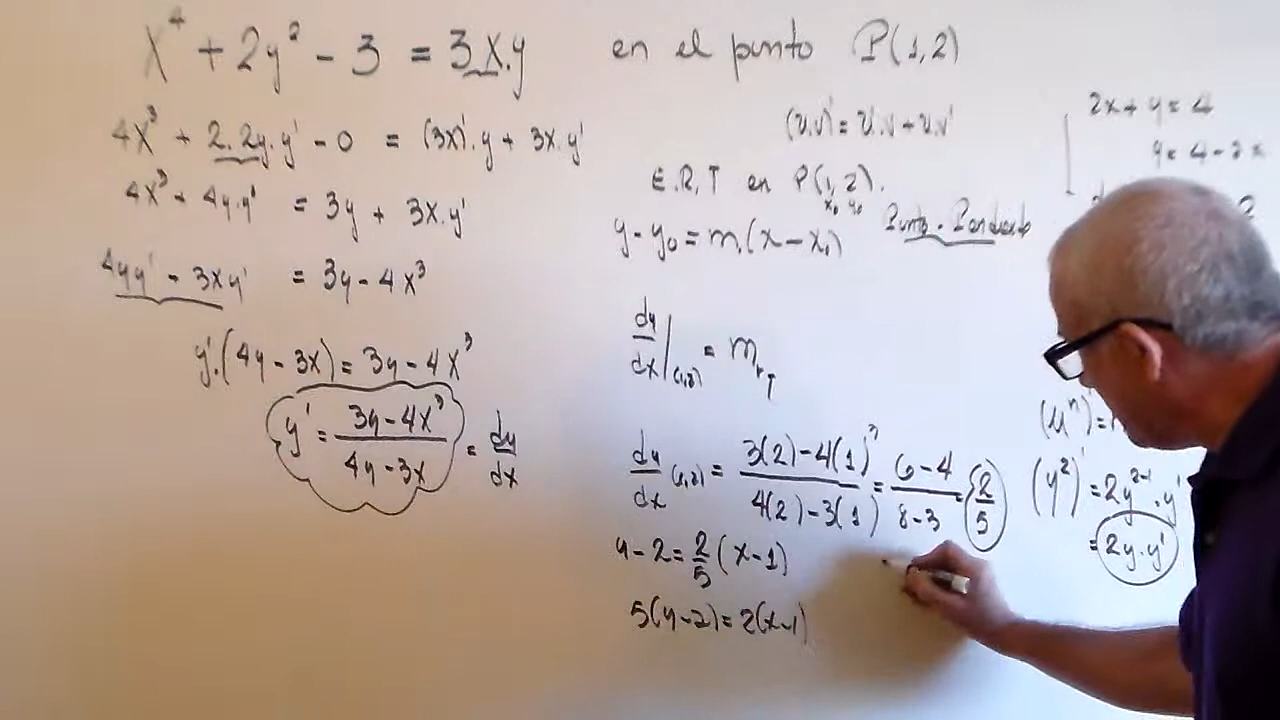 x⁴ + 2y² - 3 = 3x.y en el punto P(1,2)
4x³ + 2.2y.y' - 0 = (3x)'.y + 3x.y'
4x³ + 4y.y' = 3y + 3x.y'
4yy' - 3xy' = 3y - 4x³
y'.(4y - 3x) = 3y - 4x³
y' = (3y - 4x³)/(4y - 3x) = dy/dx
(u.v)' = u'.v + u.v'
E.R.T en P(1,2).
x₀ y₀
y - y₀ = m.(x - x₁) Punto - Pendiente
dy/dx |(1,2) = m r_T
dy/dx (1,2) = (3(2) - 4(1)³)/(4(2) - 3(1)) = (6 - 4)/(8 - 3) = 2/5
y - 2 = 2/5 (x - 1)
5(y - 2) = 2(x - 1)
2x + y = 4
y = 4 - 2x
2
(uⁿ)' =
(y²)' = 2y²⁻¹.y'
= 2y.y'